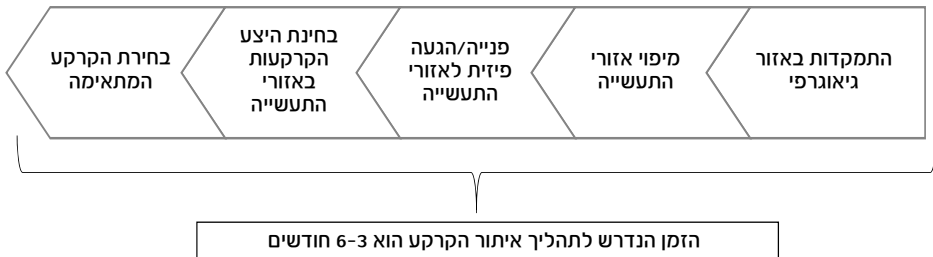 התמקדות באזור
גיאוגרפי
מיפוי אזורי
התעשייה
פנייה/הגעה
פיזית לאזורי
התעשייה
בחינת היצע
הקרקעות
באזורי
התעשייה
בחירת הקרקע
המתאימה
הזמן הנדרש לתהליך איתור הקרקע הוא 6-3 חודשים